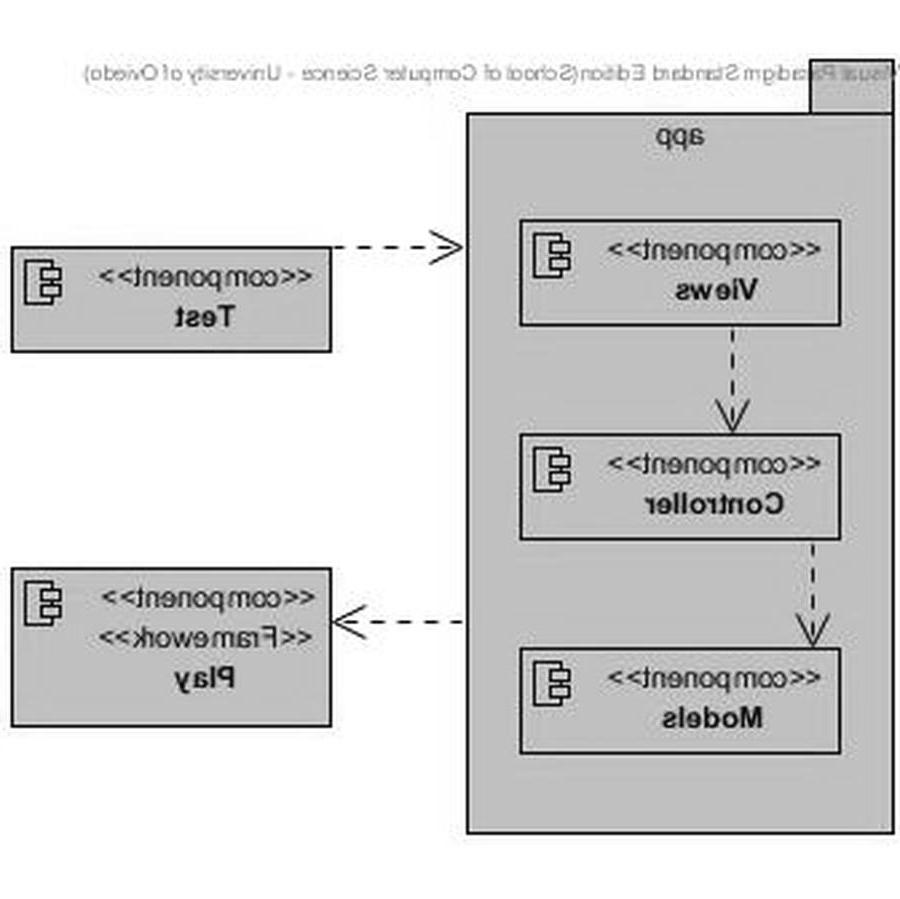 Visual Paradigm Standard Edition(School of Computer Science - University of Oviedo)
app
<<component>>
Views
<<component>>
Test
<<component>>
Controller
<<component>>
<<Framework>>
Play
<<component>>
Models